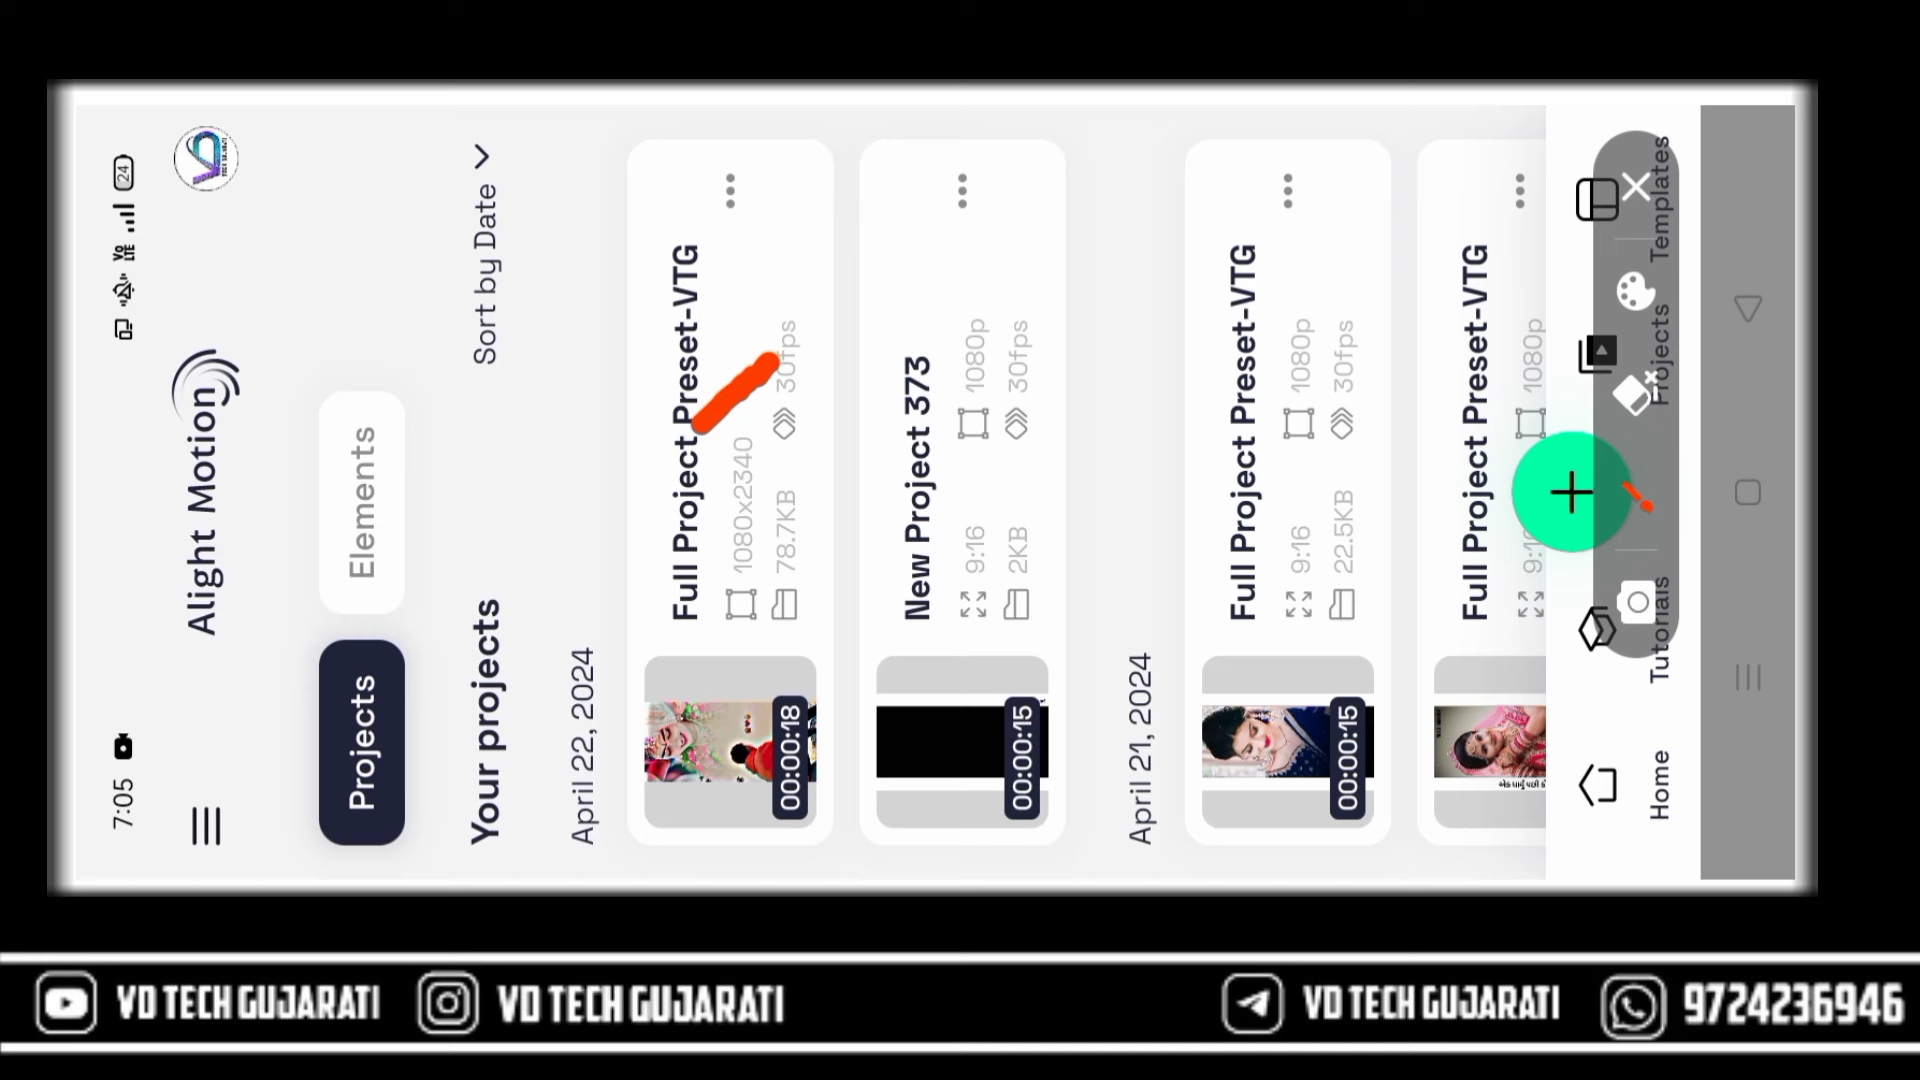 7:05
24
Alight Motion
Projects
Elements
Your projects
Sort by Date
April 22, 2024
Full Project Preset-VTG
1080x2340
78.7KB
30fps
00:00:18
New Project 373
9:16
1080p
2KB
30fps
00:00:15
April 21, 2024
Full Project Preset-VTG
9:16
1080p
22.5KB
30fps
00:00:15
Full Project Preset-VTG
9:16
1080p
Home
Tutorials
Projects
Templates
VD TECH GUJARATI
VD TECH GUJARATI
VD TECH GUJARATI
9724236946